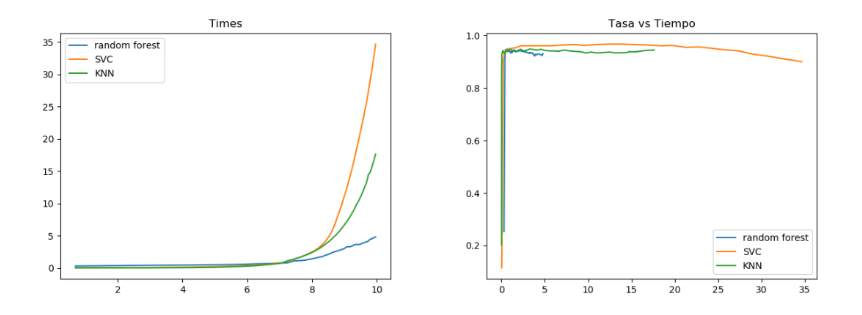 Times
random forest
SVC
KNN
35
30
25
20
15
10
5
0
2 4 6 8 10
Tasa vs Tiempo
1.0
0.8
0.6
0.4
0.2
random forest
SVC
KNN
0 5 10 15 20 25 30 35